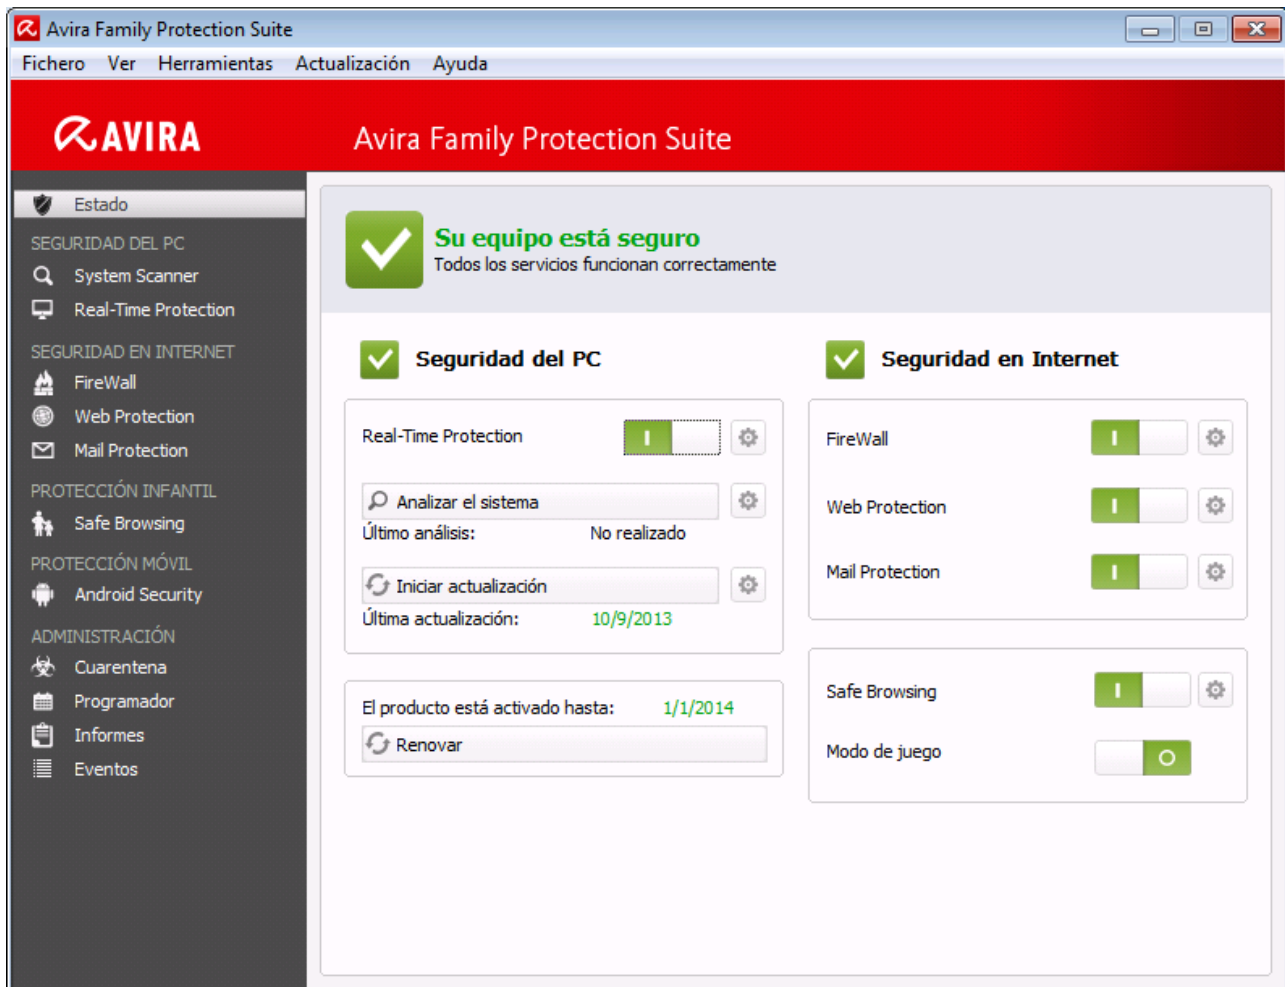 Avira Family Protection Suite
Fichero Ver Herramientas Actualización Ayuda
AVIRA
Avira Family Protection Suite
Estado
SEGURIDAD DEL PC
System Scanner
Real-Time Protection
SEGURIDAD EN INTERNET
FireWall
Web Protection
Mail Protection
PROTECCIÓN INFANTIL
Safe Browsing
PROTECCIÓN MÓVIL
Android Security
ADMINISTRACIÓN
Cuarentena
Programador
Informes
Eventos
Su equipo está seguro
Todos los servicios funcionan correctamente
Seguridad del PC
Real-Time Protection
Analizar el sistema
Último análisis: No realizado
Iniciar actualización
Última actualización: 10/9/2013
El producto está activado hasta: 1/1/2014
Renovar
Seguridad en Internet
FireWall
Web Protection
Mail Protection
Safe Browsing
Modo de juego